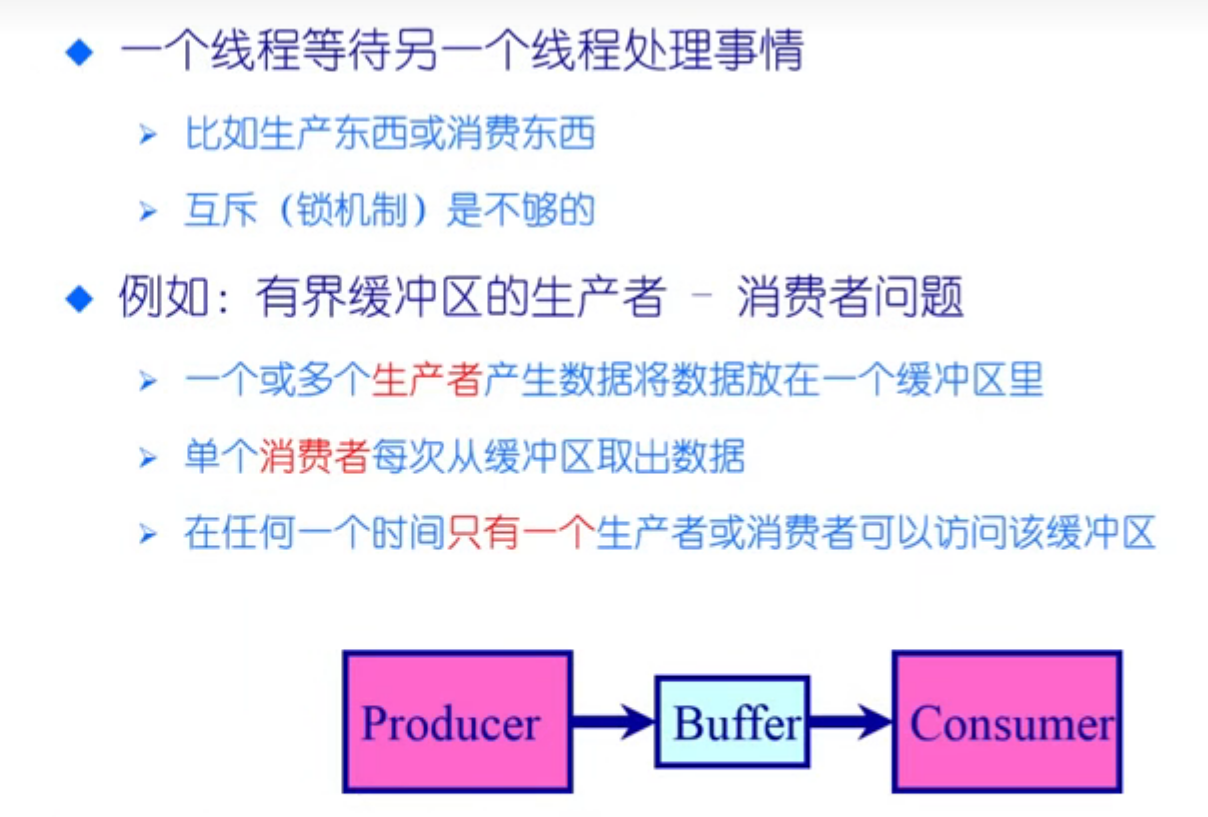 一个线程等待另一个线程处理事情
比如生产东西或消费东西
互斥（锁机制）是不够的
例如：有界缓冲区的生产者 - 消费者问题
一个或多个生产者产生数据将数据放在一个缓冲区里
单个消费者每次从缓冲区取出数据
在任何一个时间只有一个生产者或消费者可以访问该缓冲区
Producer
Buffer
Consumer